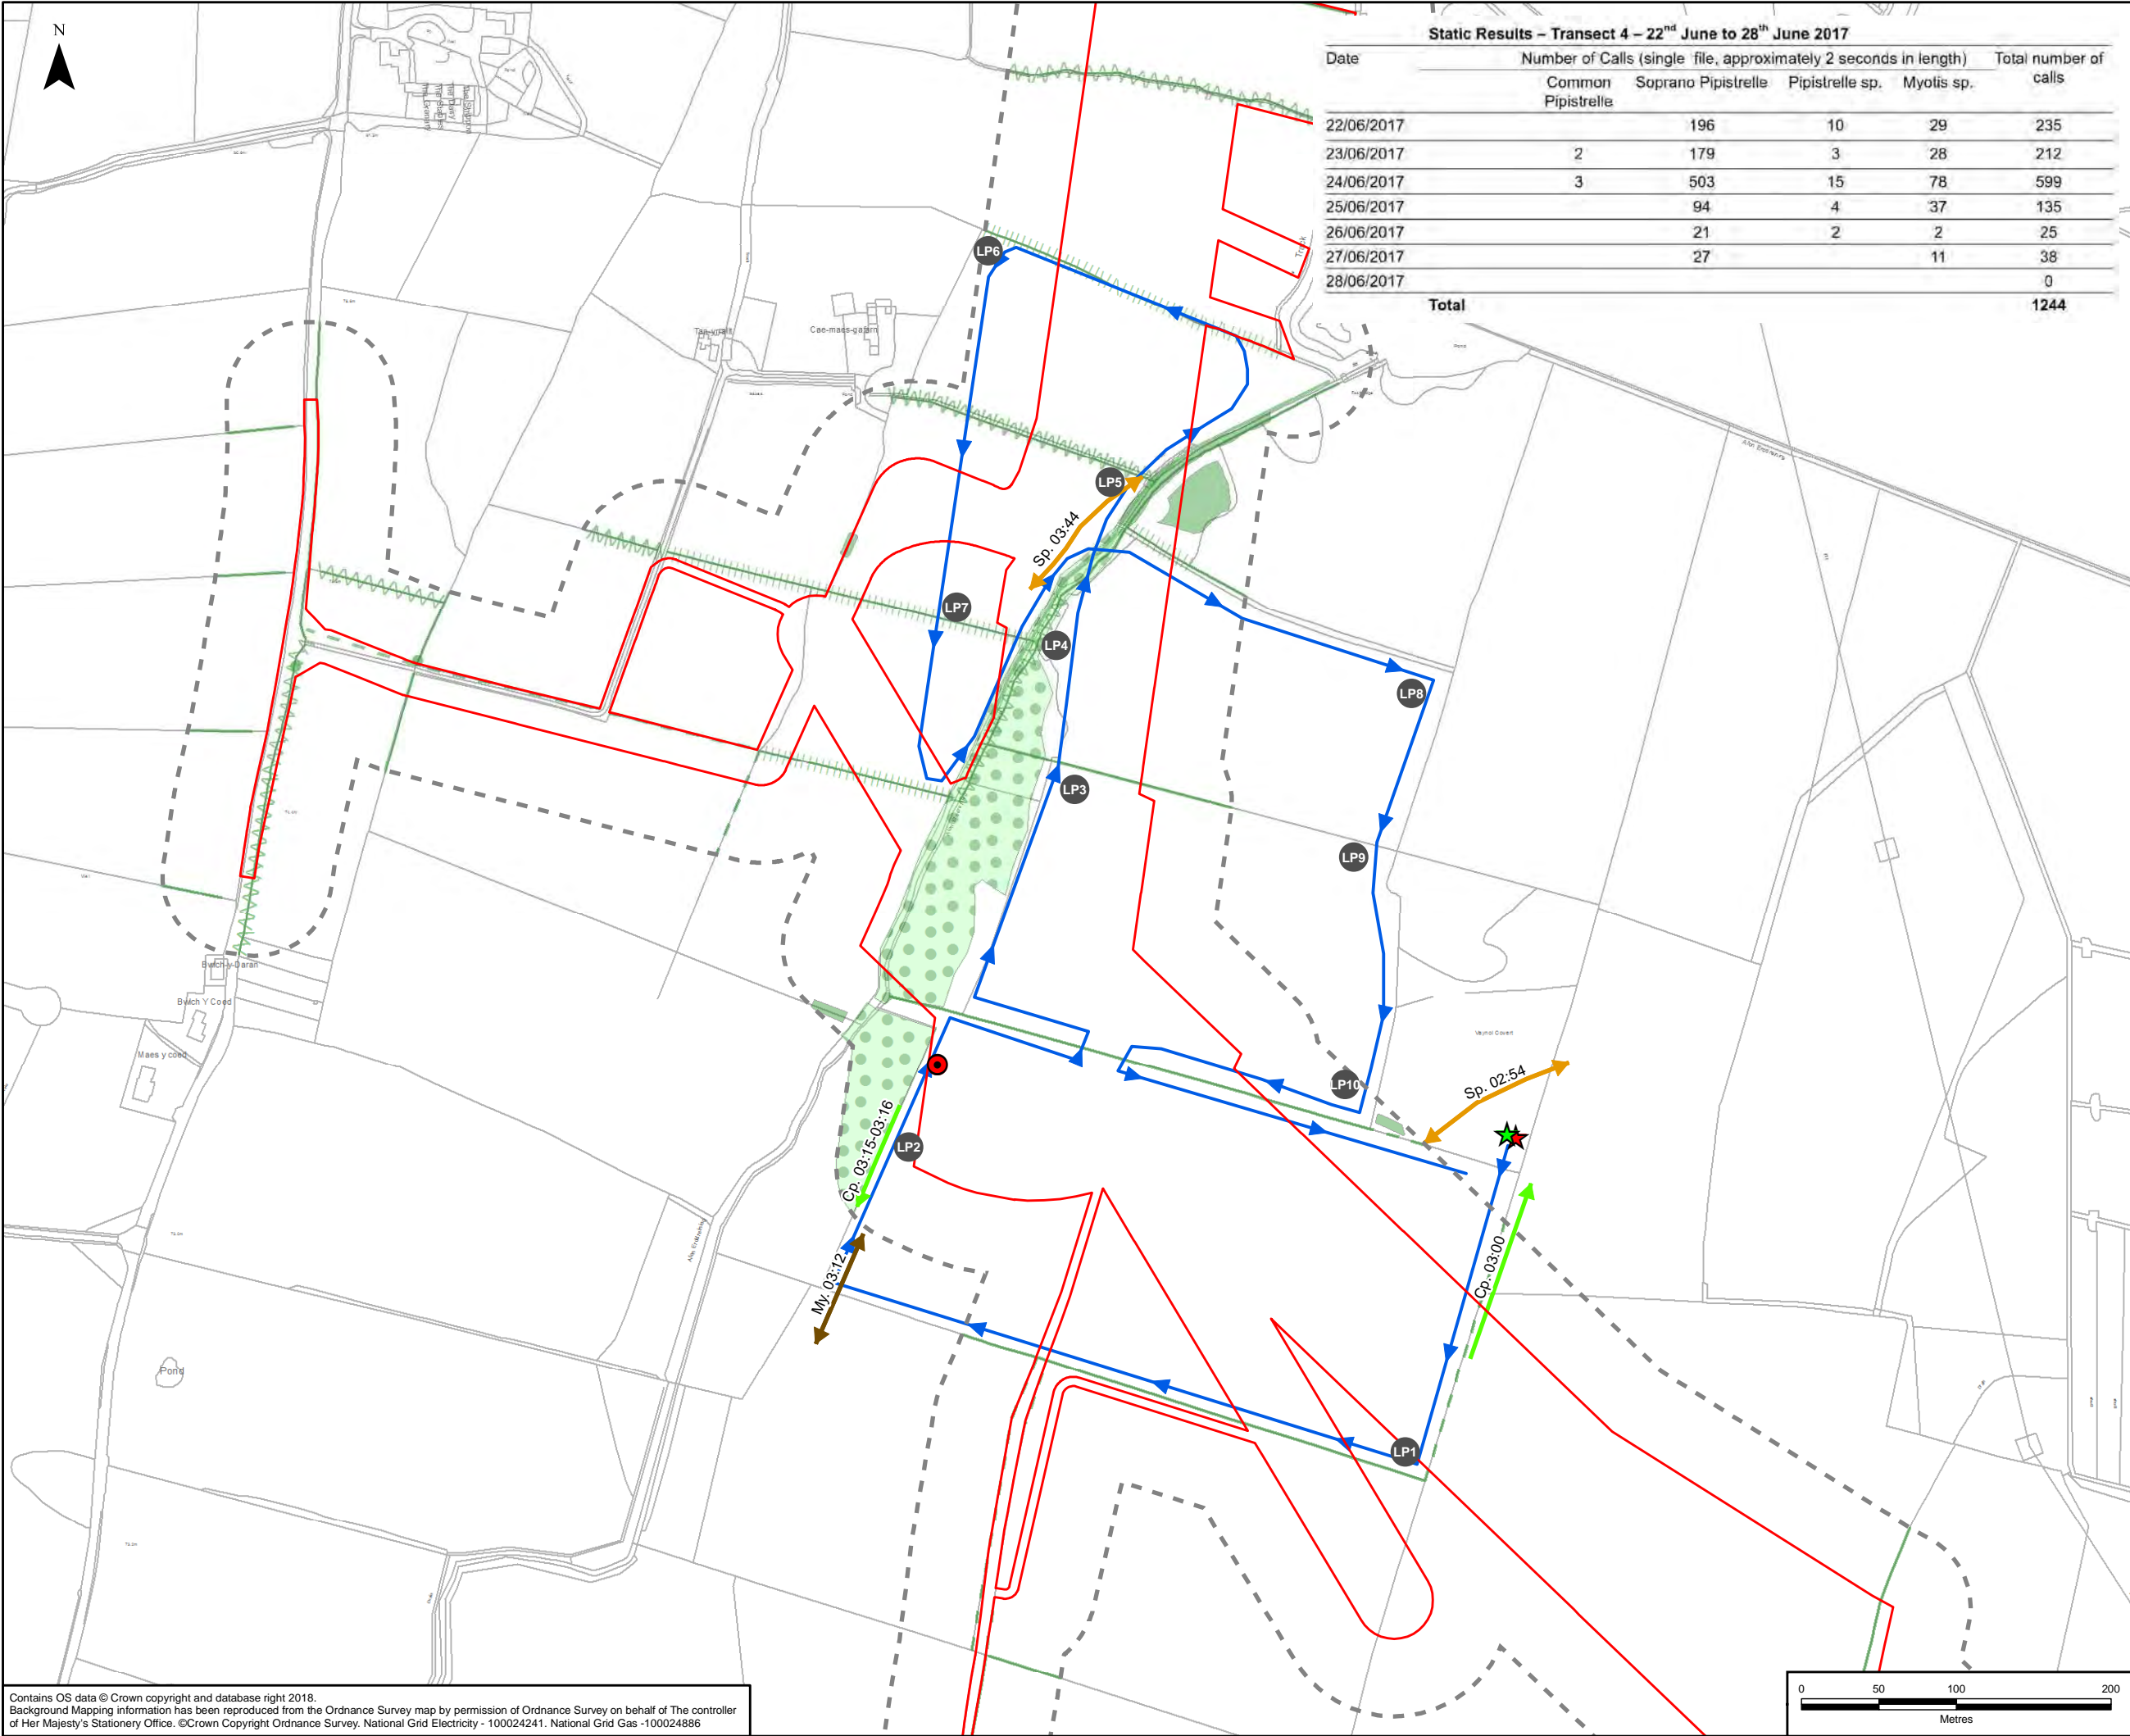 N
Static Results – Transect 4 – 22nd June to 28th June 2017
Date Number of Calls (single file, approximately 2 seconds in length) Total number of calls
Common Pipistrelle Soprano Pipistrelle Pipistrelle sp. Myotis sp.
22/06/2017 196 10 29 235
23/06/2017 2 179 3 28 212
24/06/2017 3 503 15 78 599
25/06/2017 94 4 37 135
26/06/2017 21 2 2 25
27/06/2017 27 11 38
28/06/2017 0
Total 1244
Track
LP6
Cae-maes-gafarn
LP5
Sp. 03:44
LP7
LP4
LP8
LP3
LP9
Bwlch-y-Daran
Bwlch Y Coed
Maes y coed
Vaynol Covert
LP10
Sp. 02:54
Cp. 03:15-03:16
LP2
My. 03:12
Cp. 03:00
Pond
LP1
Contains OS data © Crown copyright and database right 2018.
Background Mapping information has been reproduced from the Ordnance Survey map by permission of Ordnance Survey on behalf of The controller
of Her Majesty's Stationery Office. ©Crown Copyright Ordnance Survey. National Grid Electricity - 100024241. National Grid Gas -100024886
0 50 100 200
Metres